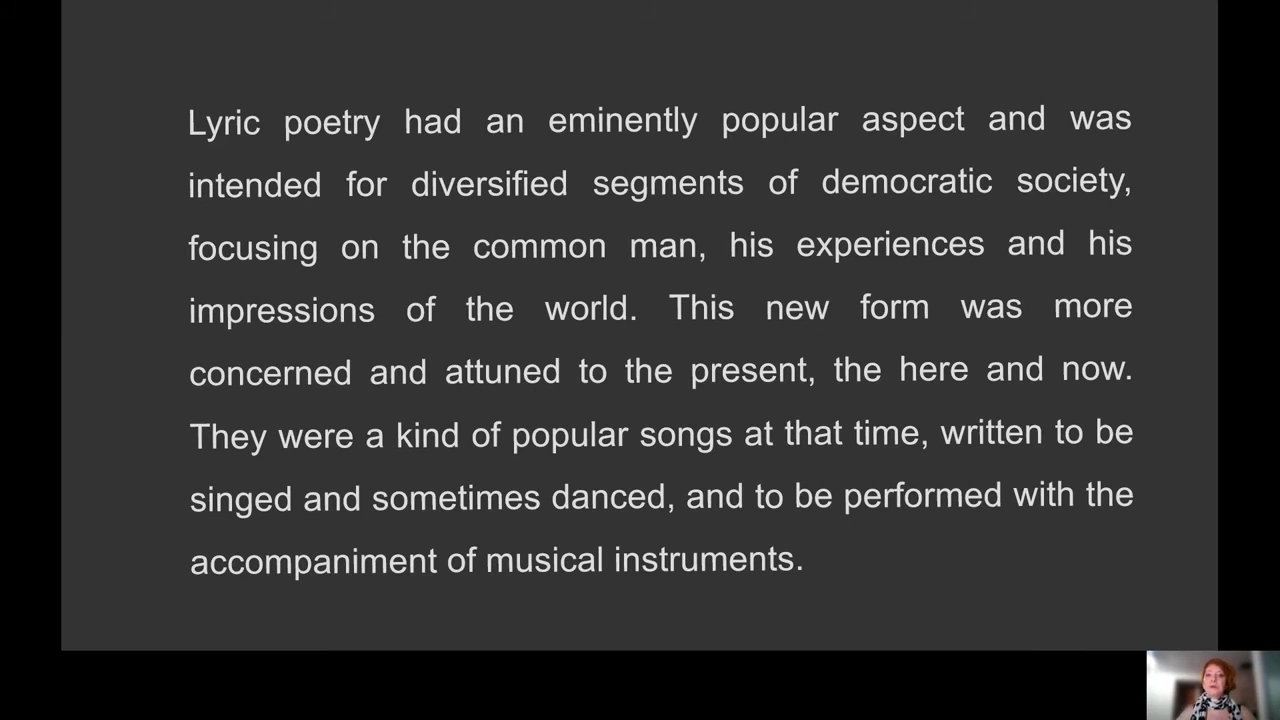 Lyric poetry had an eminently popular aspect and was
intended for diversified segments of democratic society,
focusing on the common man, his experiences and his
impressions of the world. This new form was more
concerned and attuned to the present, the here and now.
They were a kind of popular songs at that time, written to be
singed and sometimes danced, and to be performed with the
accompaniment of musical instruments.